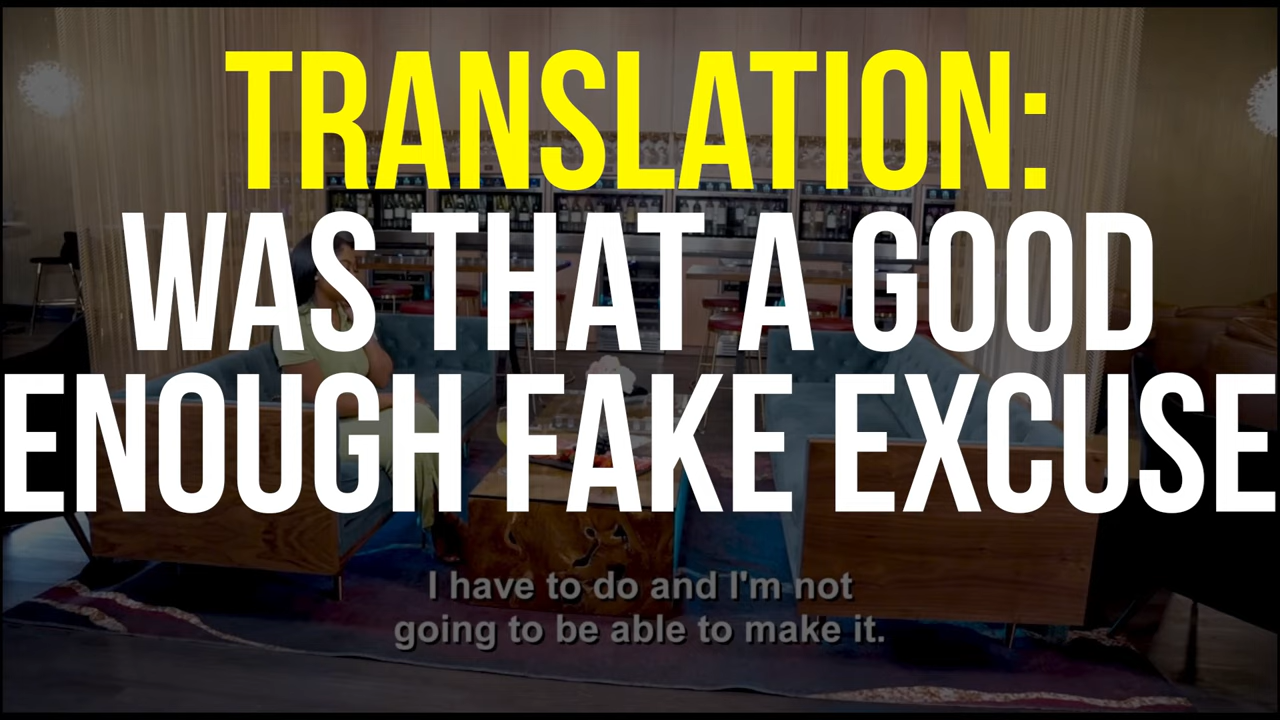 TRANSLATION:
WAS THAT A GOOD
ENOUGH FAKE EXCUSE
I have to do and I'm not
going to be able to make it.